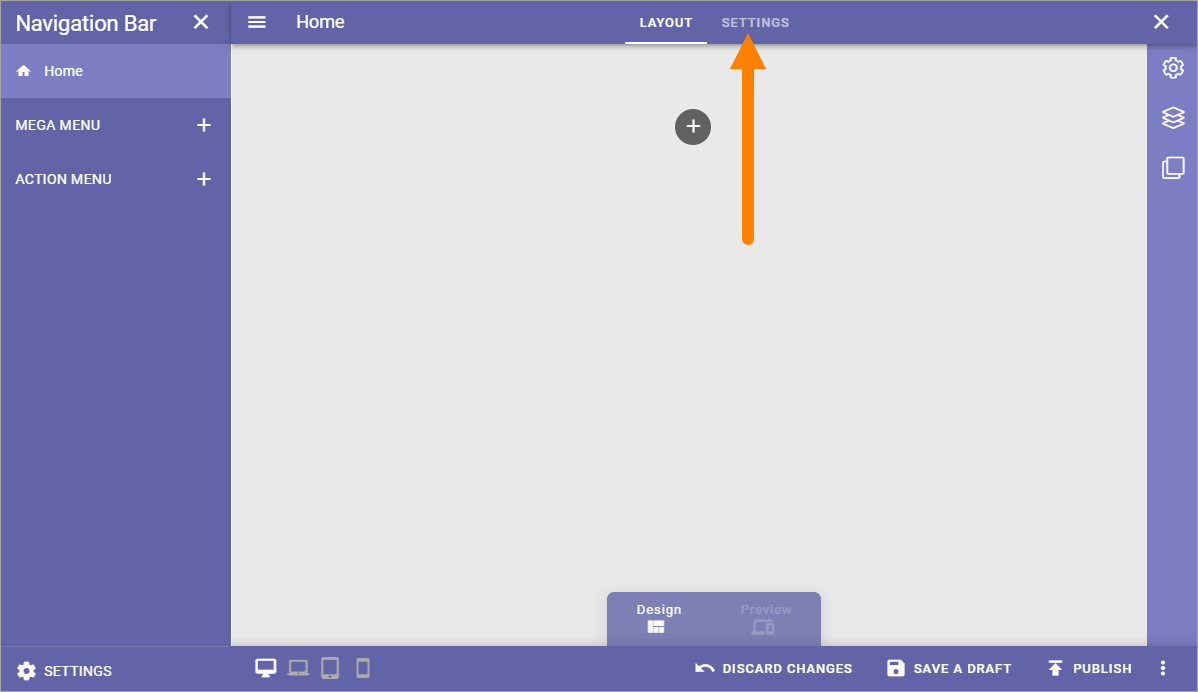 Navigation Bar
Home
LAYOUT
SETTINGS
Home
MEGA MENU
ACTION MENU
Design
Preview
SETTINGS
DISCARD CHANGES
SAVE A DRAFT
PUBLISH